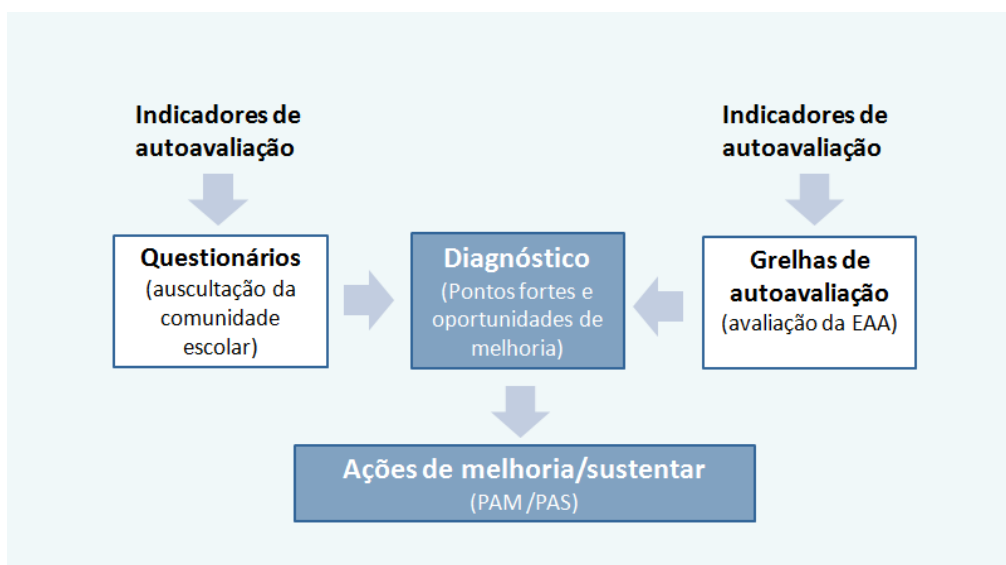 Indicadores de
autoavaliação
Indicadores de
autoavaliação
Questionários
(auscultação da
comunidade
escolar)
Diagnóstico
(Pontos fortes e
oportunidades de
melhoria)
Grelhas de
autoavaliação
(avaliação da EAA)
Ações de melhoria/sustentar
(PAM /PAS)